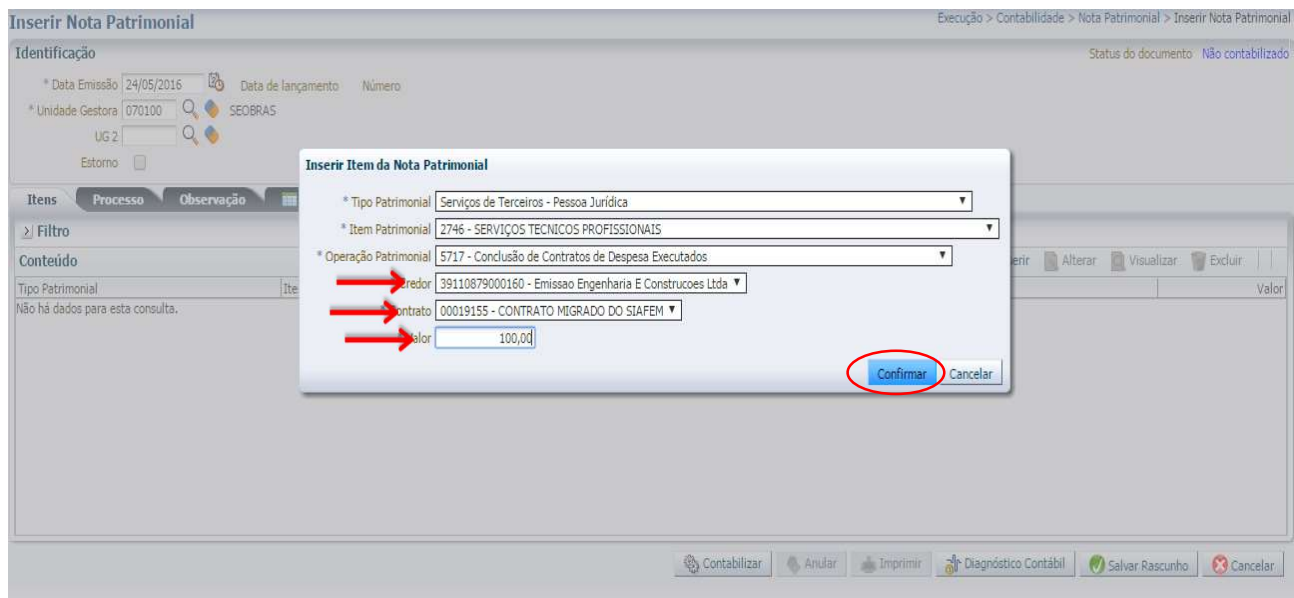 Inserir Nota Patrimonial
Execução > Contabilidade > Nota Patrimonial > Inserir Nota Patrimonial
Identificação
Status do documento Não contabilizado
* Data Emissão 24/05/2016 Data de lançamento Número
* Unidade Gestora 070100 SEOBRAS
UG 2
Estorno
Inserir Item da Nota Patrimonial
* Tipo Patrimonial Serviços de Terceiros - Pessoa Jurídica
* Item Patrimonial 2746 - SERVIÇOS TECNICOS PROFISSIONAIS
* Operação Patrimonial 5717 - Conclusão de Contratos de Despesa Executados
redor 39110879000160 - Emissao Engenharia E Construcoes Ltda
ontrato 00019155 - CONTRATO MIGRADO DO SIAFEM
alor 100,00
Confirmar Cancelar
Itens Processo Observação
Filtro
Conteúdo
erir Alterar Visualizar Excluir
Tipo Patrimonial Ite Valor
Não há dados para esta consulta.
Contabilizar Anular Imprimir Diagnóstico Contábil Salvar Rascunho Cancelar